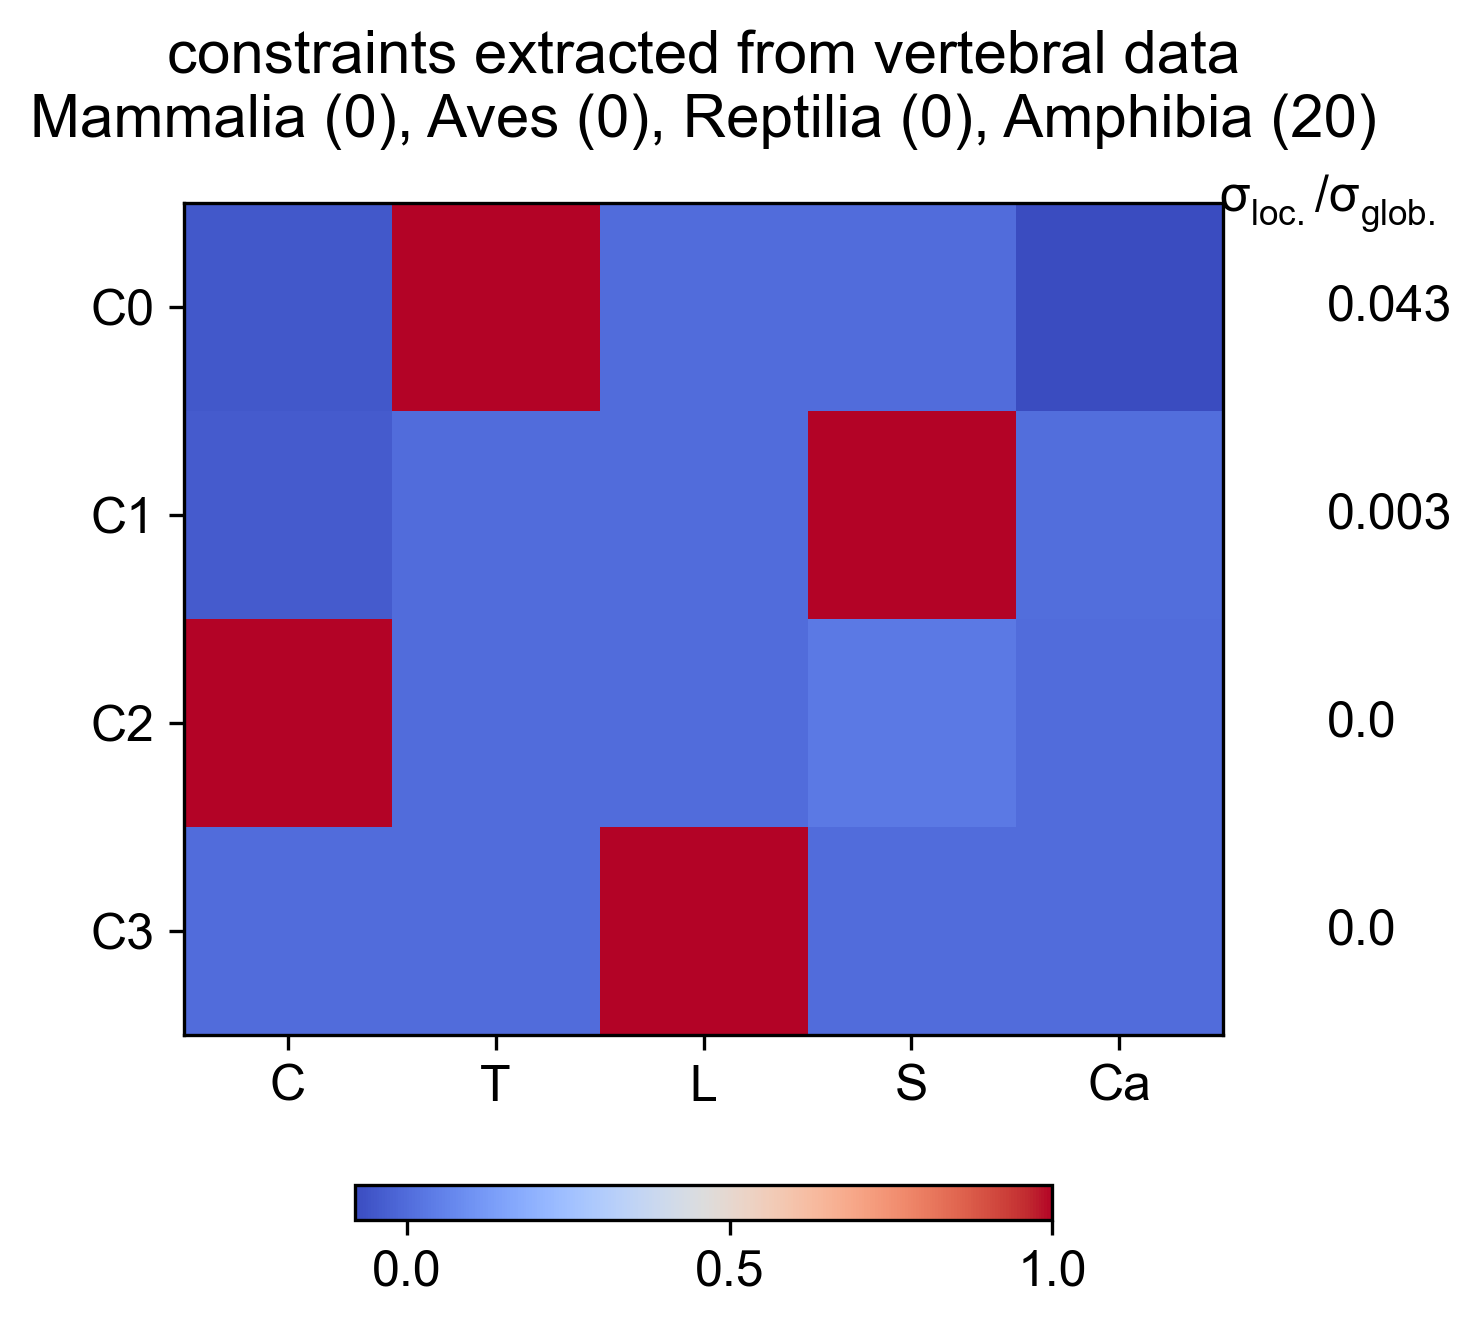 constraints extracted from vertebral data
Mammalia (0), Aves (0), Reptilia (0), Amphibia (20)
σloc. /σglob.
C0 0.043
C1 0.003
C2 0.0
C3 0.0
C T L S Ca
0.0 0.5 1.0